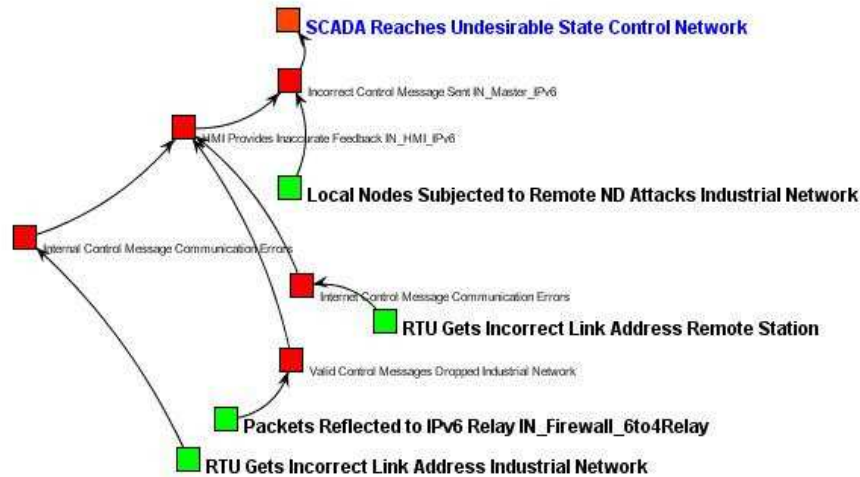 SCADA Reaches Undesirable State Control Network
Incorrect Control Message Sent IN_Master_IPv6
HMI Provides Inaccurate Feedback IN_HMI_IPv6
Local Nodes Subjected to Remote ND Attacks Industrial Network
Internal Control Message Communication Errors
Internet Control Message Communication Errors
RTU Gets Incorrect Link Address Remote Station
Valid Control Messages Dropped Industrial Network
Packets Reflected to IPv6 Relay IN_Firewall_6to4Relay
RTU Gets Incorrect Link Address Industrial Network